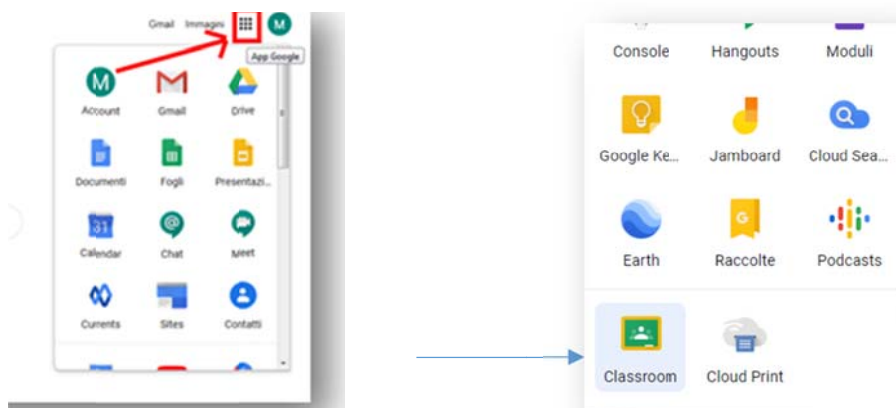 Gmail Immagini M
App Google
M
Account Gmail Drive
Documenti Fogli Presentazi...
31
Calendar Chat Meet
Currents Sites Contatti
Console Hangouts Moduli
Google Ke... Jamboard Cloud Sea...
G
Earth Raccolte Podcasts
Classroom Cloud Print